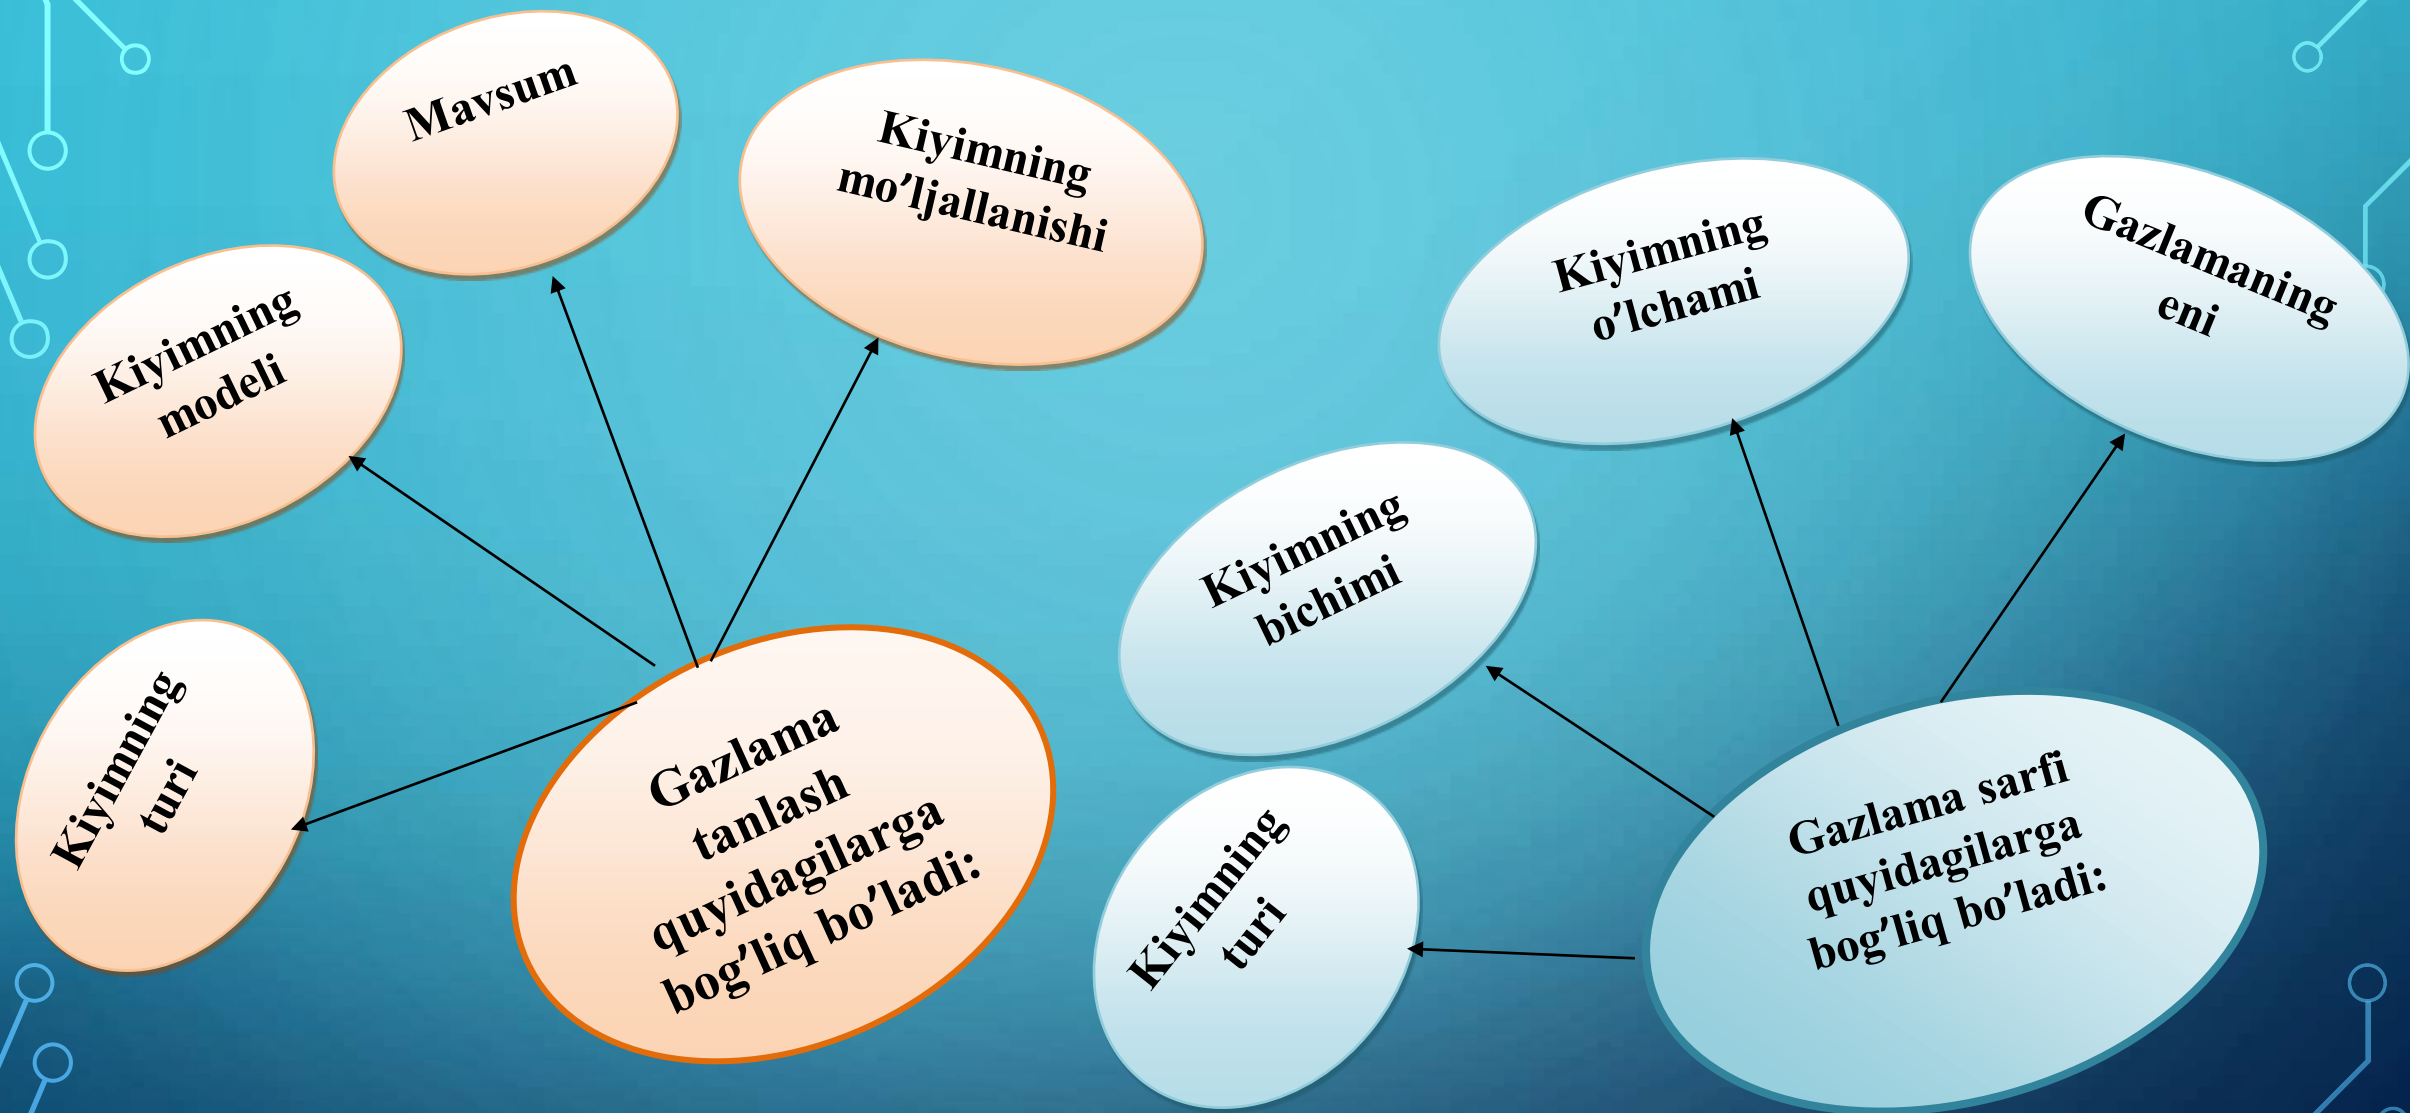 Mavsum
Kiyimning
mo’ljallanishi
Kiyimning
modeli
Kiyimning
turi
Gazlama
tanlash
quyidagilarga
bog’liq bo’ladi:
Kiyimning
o’lchami
Gazlamaning
eni
Kiyimning
bichimi
Kiyimning
turi
Gazlama sarfi
quyidagilarga
bog’liq bo’ladi: